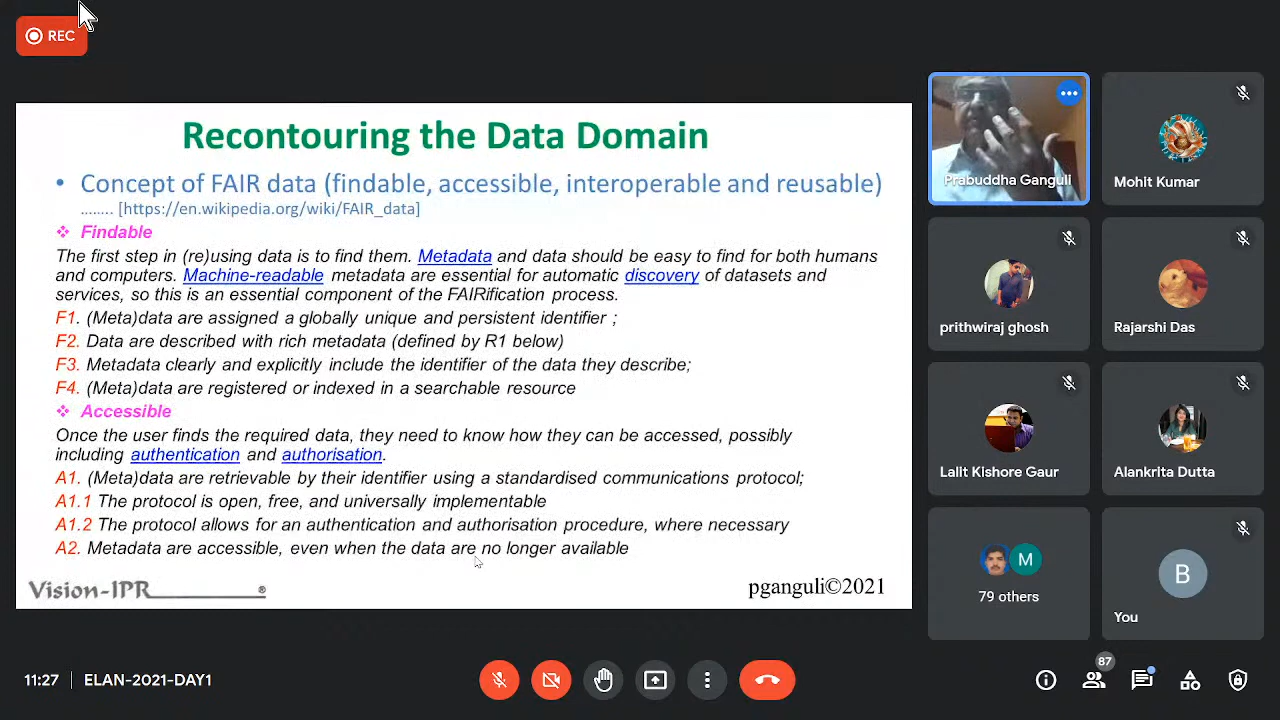 REC
Recontouring the Data Domain
• Concept of FAIR data (findable, accessible, interoperable and reusable)
........ [https://en.wikipedia.org/wiki/FAIR_data]
❖ Findable
The first step in (re)using data is to find them. Metadata and data should be easy to find for both humans
and computers. Machine-readable metadata are essential for automatic discovery of datasets and
services, so this is an essential component of the FAIRification process.
F1. (Meta)data are assigned a globally unique and persistent identifier ;
F2. Data are described with rich metadata (defined by R1 below)
F3. Metadata clearly and explicitly include the identifier of the data they describe;
F4. (Meta)data are registered or indexed in a searchable resource
❖ Accessible
Once the user finds the required data, they need to know how they can be accessed, possibly
including authentication and authorisation.
A1. (Meta)data are retrievable by their identifier using a standardised communications protocol;
A1.1 The protocol is open, free, and universally implementable
A1.2 The protocol allows for an authentication and authorisation procedure, where necessary
A2. Metadata are accessible, even when the data are no longer available
Vision-IPR®
pganguli©2021
Prabuddha Ganguli
Mohit Kumar
prithwiraj ghosh
Rajarshi Das
Lalit Kishore Gaur
Alankrita Dutta
M
79 others
B
You
11:27 | ELAN-2021-DAY1
87